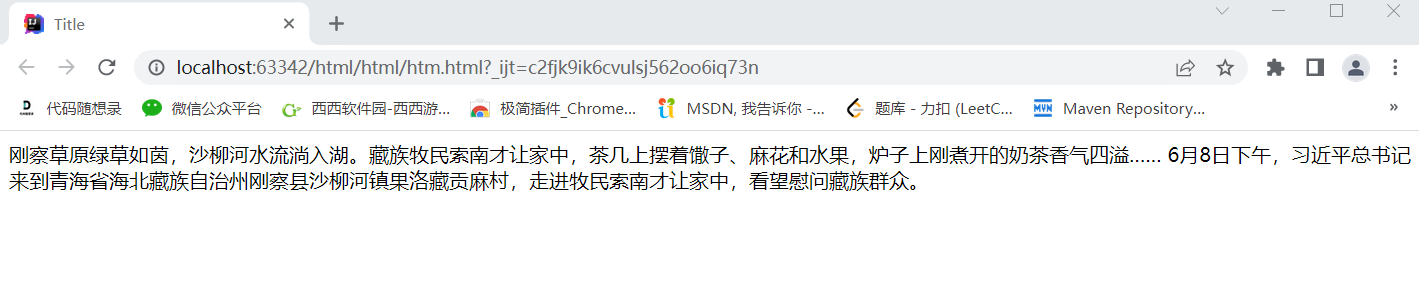 Title
localhost:63342/html/html/htm.html?_ijt=c2fjk9ik6cvulsj562oo6iq73n
代码随想录 微信公众平台 西西软件园-西西游... 极简插件_Chrome... MSDN, 我告诉你 -... 题库 - 力扣 (LeetC... Maven Repository... »
刚察草原绿草如茵，沙柳河水流淌入湖。藏族牧民索南才让家中，茶几上摆着馓子、麻花和水果，炉子上刚煮开的奶茶香气四溢…… 6月8日下午，习近平总书记
来到青海省海北藏族自治州刚察县沙柳河镇果洛藏贡麻村，走进牧民索南才让家中，看望慰问藏族群众。